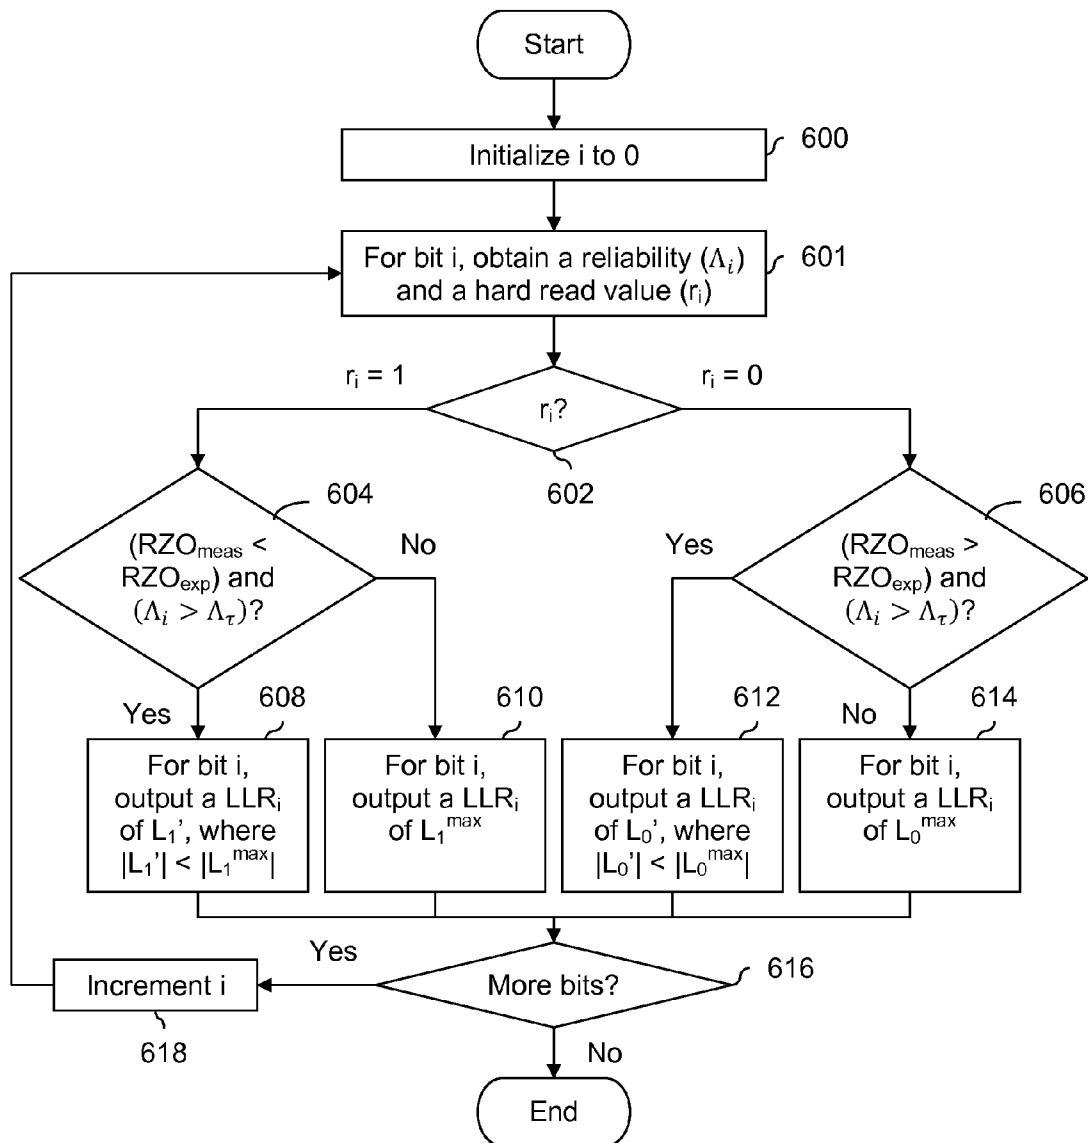 Start
Initialize i to 0
600
For bit i, obtain a reliability (Λᵢ)
and a hard read value (rᵢ)
601
rᵢ = 1
rᵢ = 0
rᵢ?
602
604
606
(RZOmeas <
RZOexp) and
(Λᵢ > Λτ)?
No
Yes
(RZOmeas >
RZOexp) and
(Λᵢ > Λτ)?
Yes
608
610
612
No
614
For bit i,
output a LLRᵢ
of L₁', where
|L₁'| < |L₁ᵐᵃˣ|
For bit i,
output a LLRᵢ
of L₁ᵐᵃˣ
For bit i,
output a LLRᵢ
of L₀', where
|L₀'| < |L₀ᵐᵃˣ|
For bit i,
output a LLRᵢ
of L₀ᵐᵃˣ
Yes
More bits?
616
Increment i
618
No
End